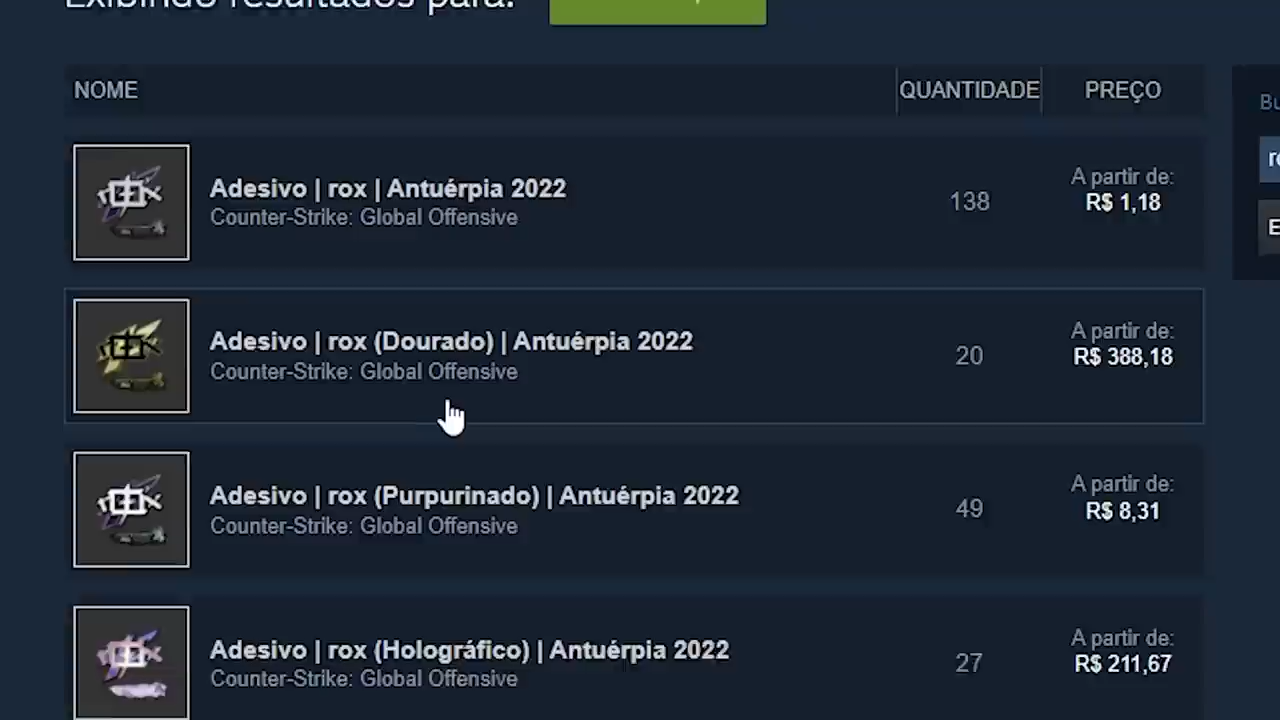 Exibindo resultados para:
NOME QUANTIDADE PREÇO
Adesivo | rox | Antuérpia 2022
Counter-Strike: Global Offensive
138
A partir de:
R$ 1,18
Adesivo | rox (Dourado) | Antuérpia 2022
Counter-Strike: Global Offensive
20
A partir de:
R$ 388,18
Adesivo | rox (Purpurinado) | Antuérpia 2022
Counter-Strike: Global Offensive
49
A partir de:
R$ 8,31
Adesivo | rox (Holográfico) | Antuérpia 2022
Counter-Strike: Global Offensive
27
A partir de:
R$ 211,67